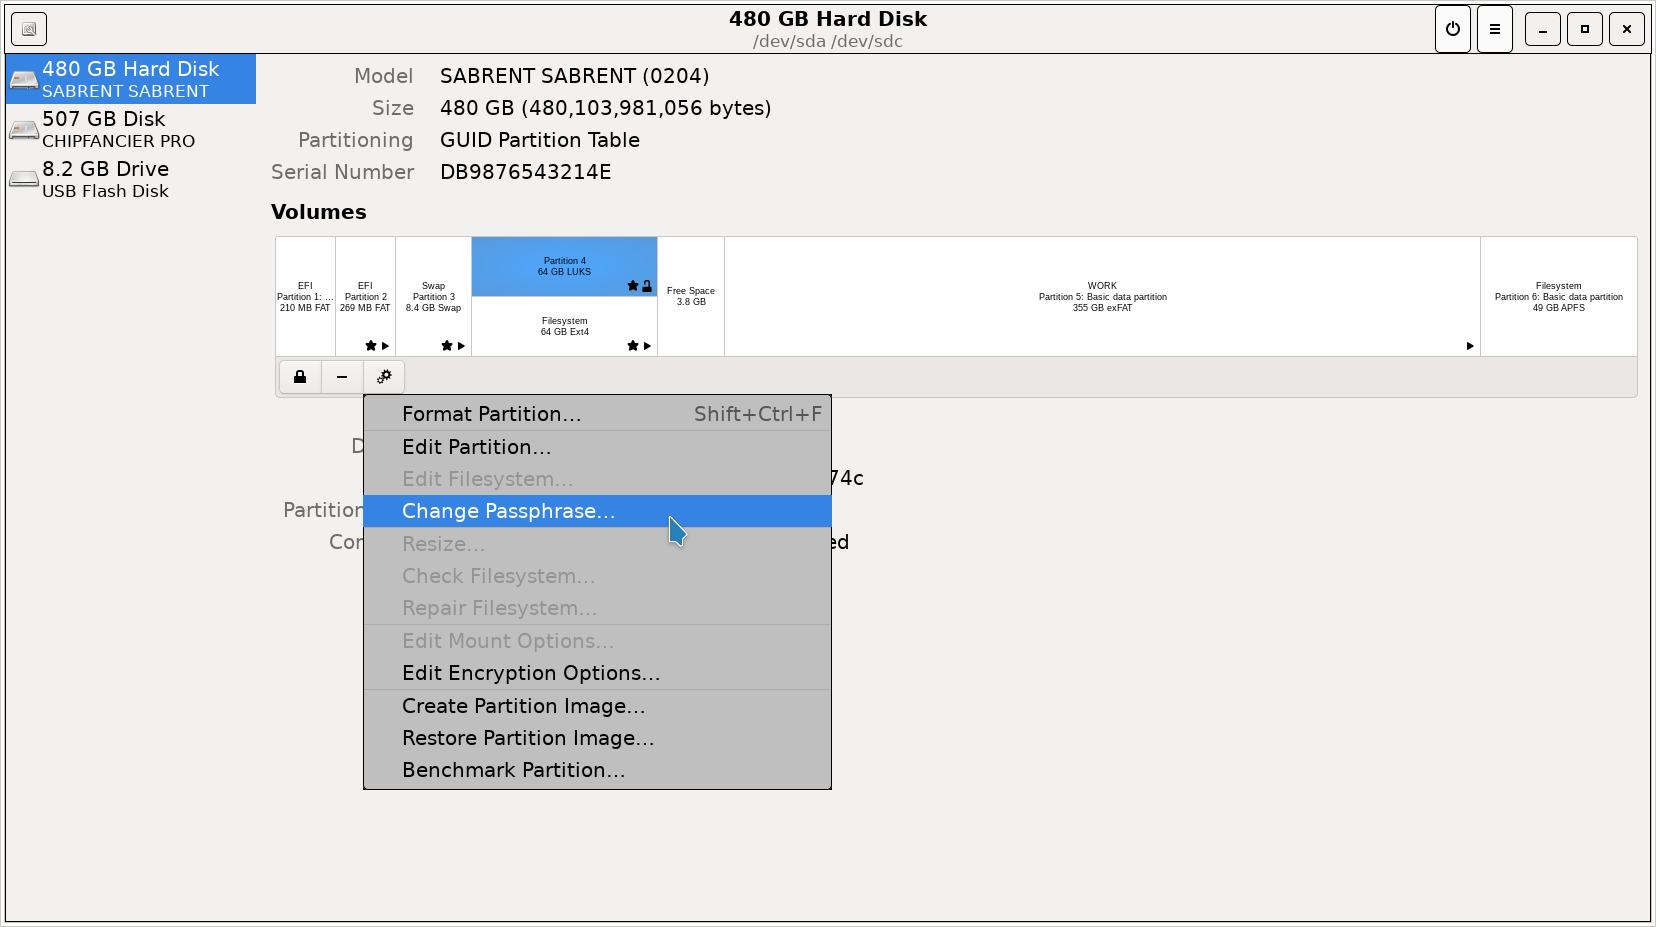 480 GB Hard Disk
/dev/sda /dev/sdc
480 GB Hard Disk
SABRENT SABRENT
507 GB Disk
CHIPFANCIER PRO
8.2 GB Drive
USB Flash Disk
Model SABRENT SABRENT (0204)
Size 480 GB (480,103,981,056 bytes)
Partitioning GUID Partition Table
Serial Number DB9876543214E
Volumes
EFI
Partition 1: ...
210 MB FAT
EFI
Partition 2
269 MB FAT
Swap
Partition 3
8.4 GB Swap
Partition 4
64 GB LUKS
Filesystem
64 GB Ext4
Free Space
3.8 GB
WORK
Partition 5: Basic data partition
355 GB exFAT
Filesystem
Partition 6: Basic data partition
49 GB APFS
Format Partition... Shift+Ctrl+F
Edit Partition...
Edit Filesystem...
74c
Change Passphrase...
Partition
Resize...
Check Filesystem...
Repair Filesystem...
Edit Mount Options...
Edit Encryption Options...
Create Partition Image...
Restore Partition Image...
Benchmark Partition...